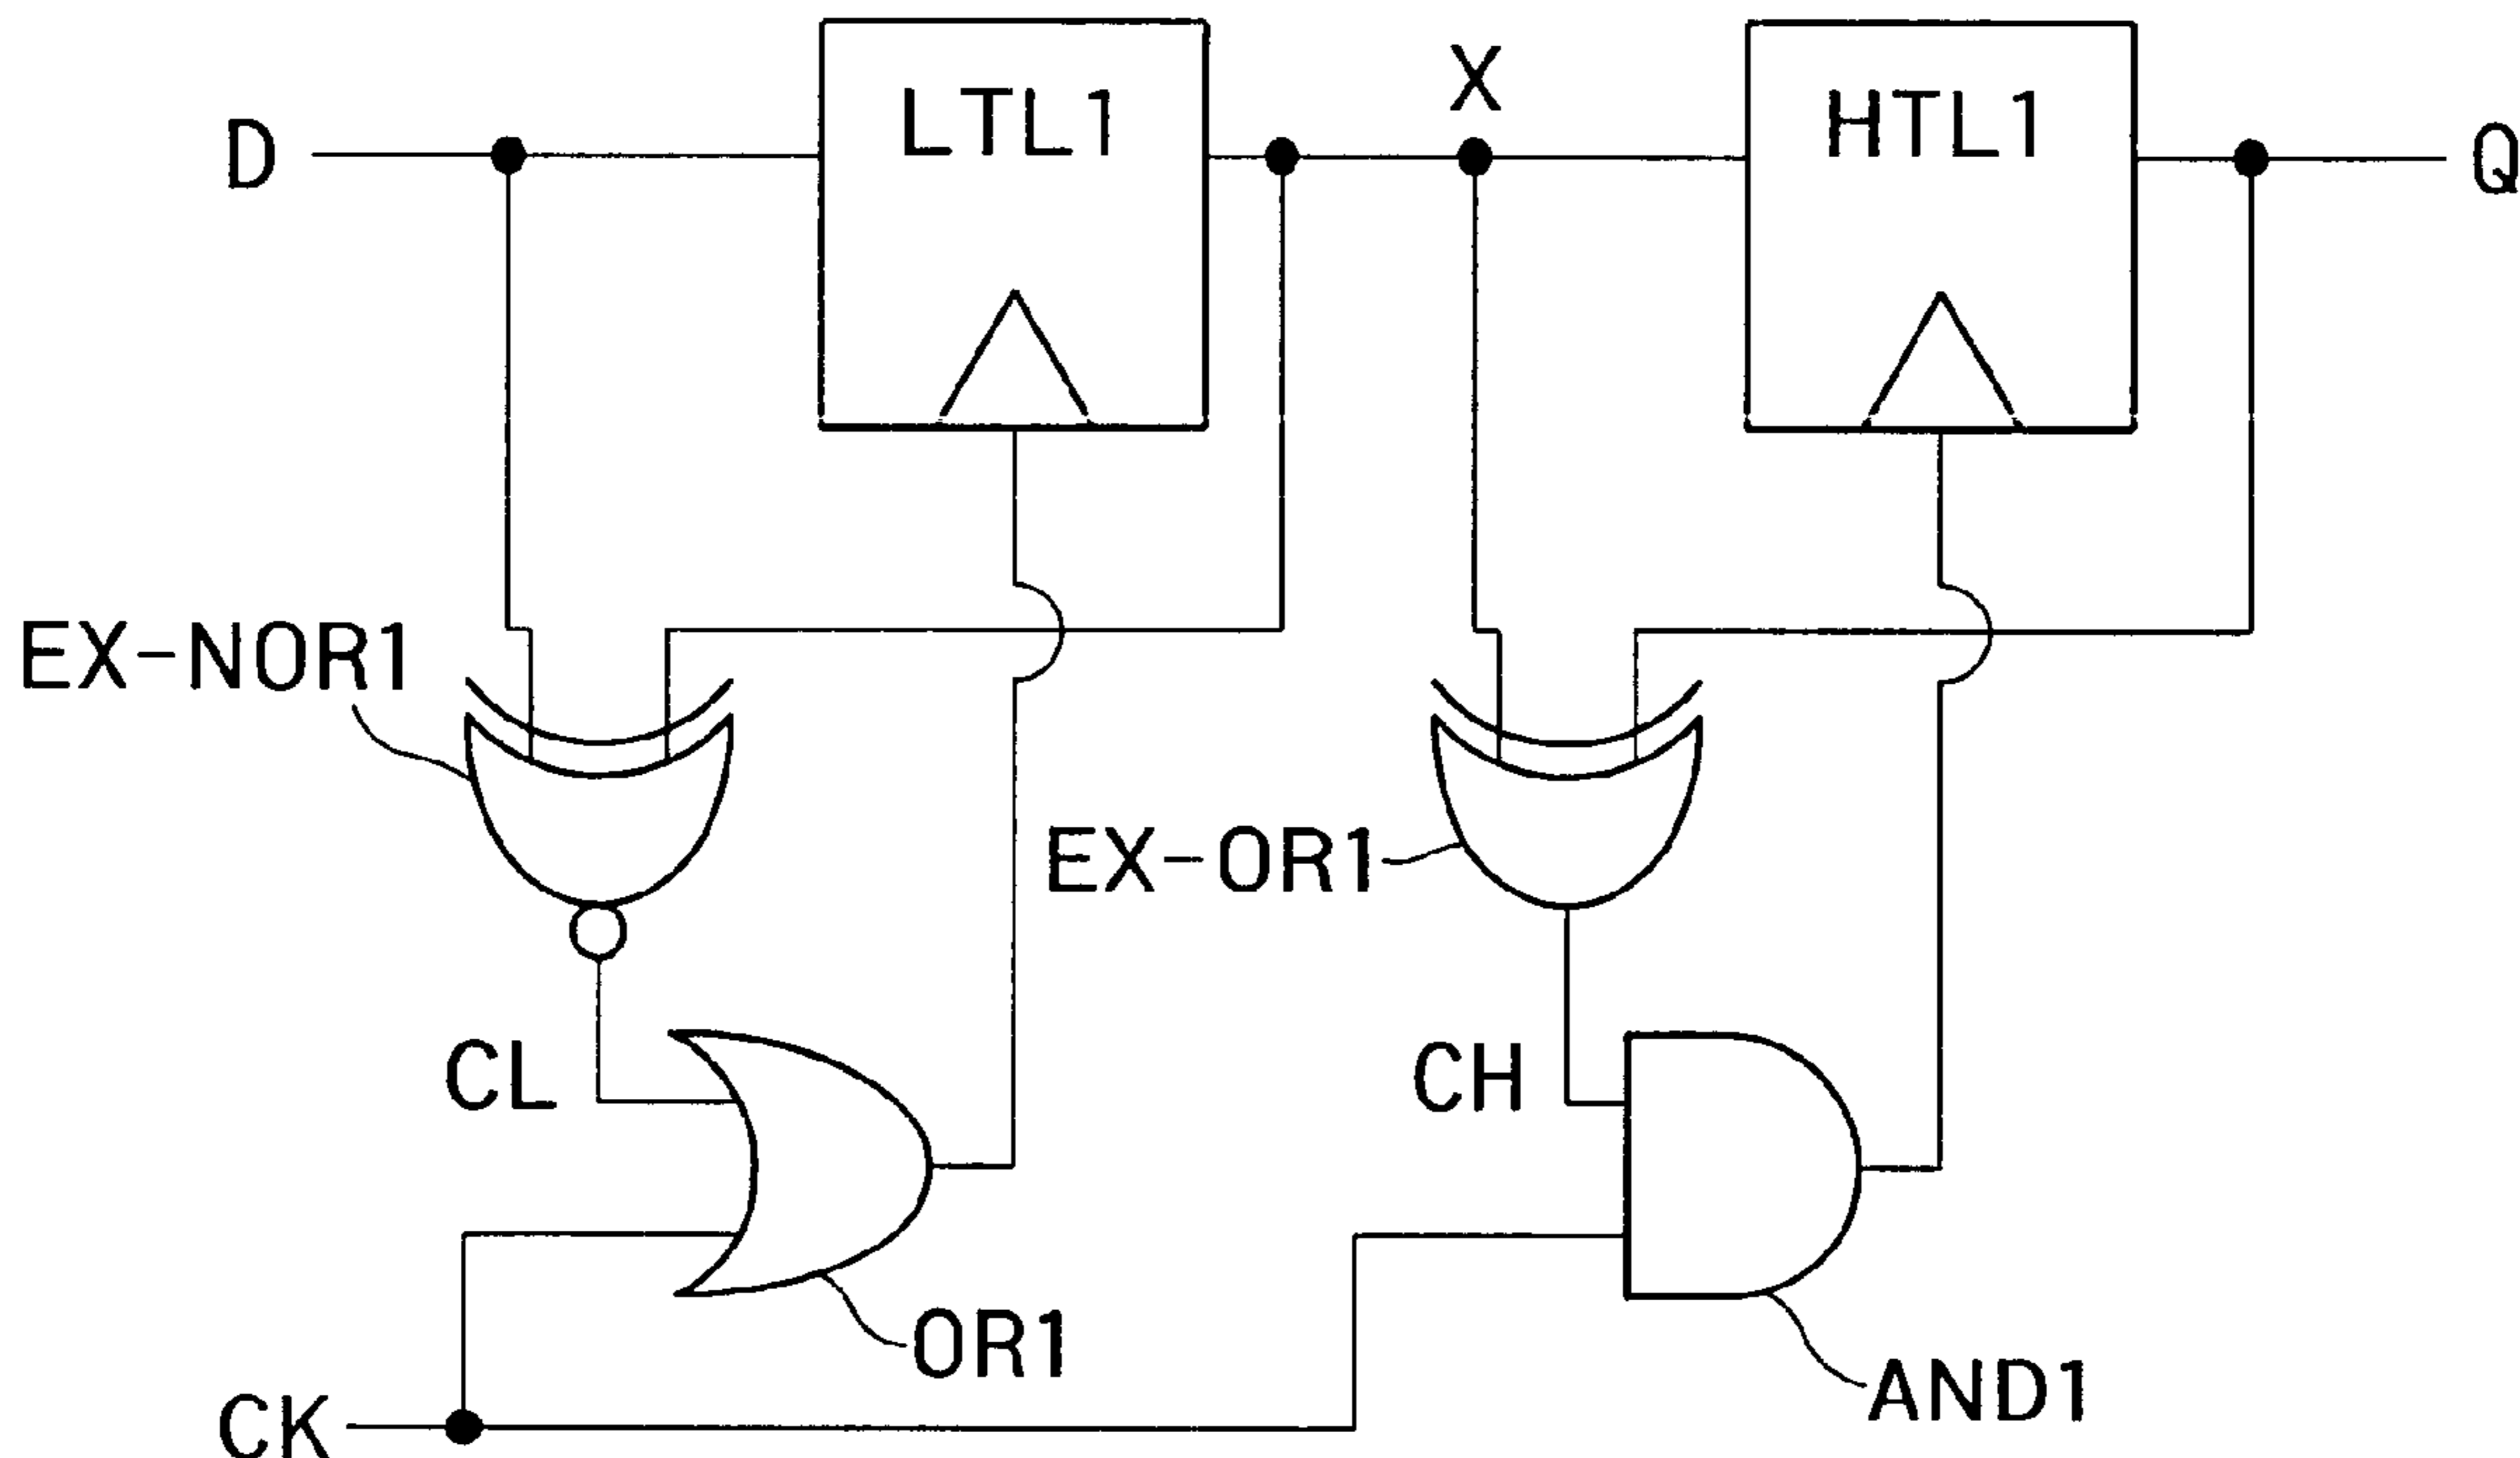 X
D
LTL1
HTL1
Q
EX-NOR1
EX-OR1
CL
CH
OR1
CK
AND1